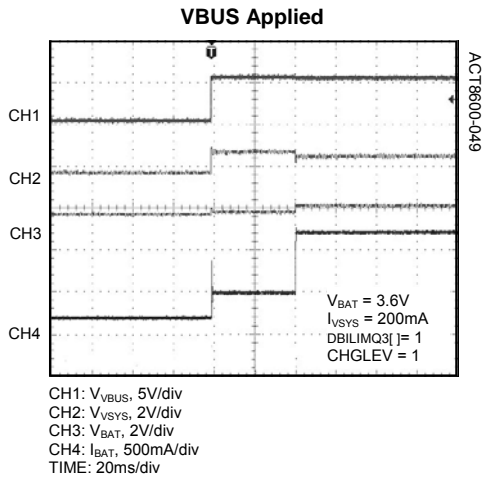 VBUS Applied
T
ACT8600-049
CH1
CH2
CH3
CH4
VBAT = 3.6V
IVSYS = 200mA
DBILIMQ3[ ]= 1
CHGLEV = 1
CH1: VVBUS, 5V/div
CH2: VVSYS, 2V/div
CH3: VBAT, 2V/div
CH4: IBAT, 500mA/div
TIME: 20ms/div